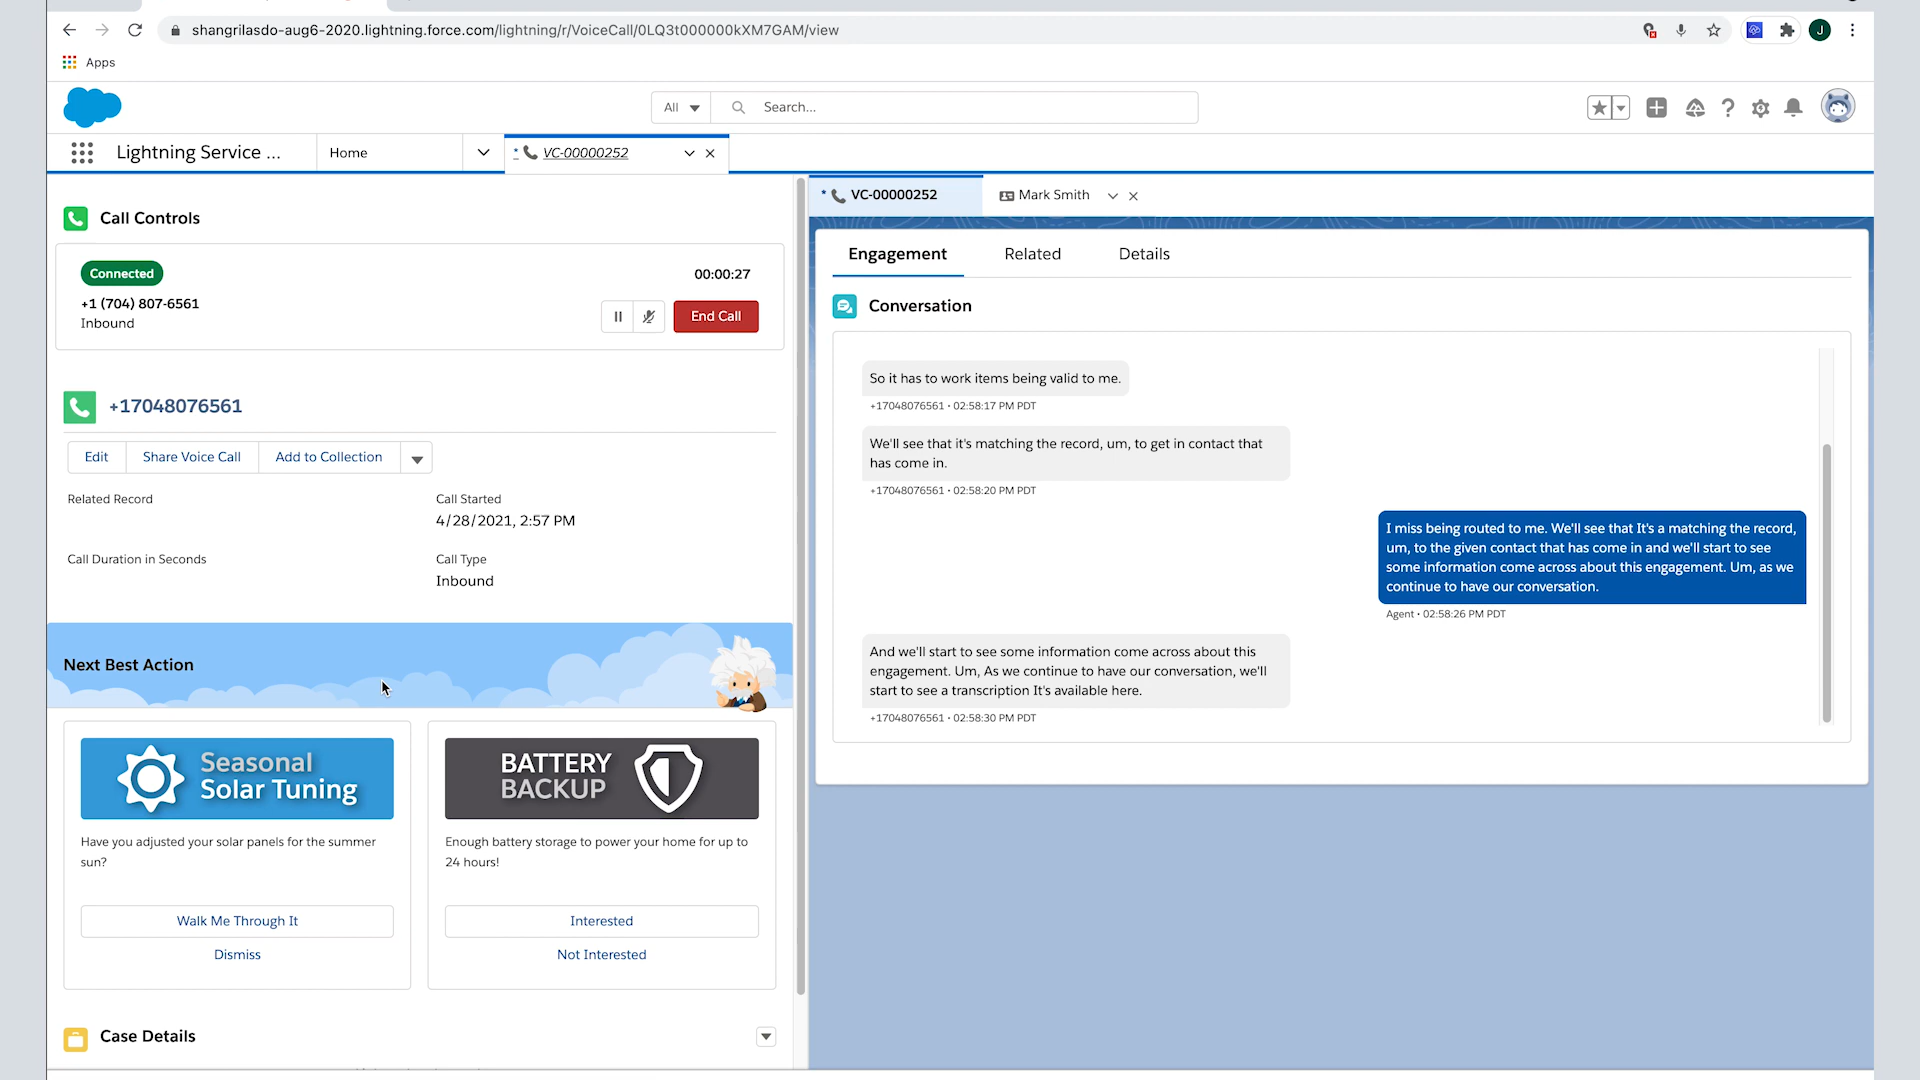 shangrilasdo-aug6-2020.lightning.force.com/lightning/r/VoiceCall/0LQ3t000000kXM7GAM/view
J
Apps
All
Search...
Lightning Service ...
Home
* VC-00000252
Call Controls
Connected
00:00:27
+1 (704) 807-6561
Inbound
End Call
+17048076561
Edit
Share Voice Call
Add to Collection
Related Record
Call Started
4/28/2021, 2:57 PM
Call Duration in Seconds
Call Type
Inbound
Next Best Action
Seasonal
Solar Tuning
Have you adjusted your solar panels for the summer
sun?
Walk Me Through It
Dismiss
BATTERY
BACKUP
Enough battery storage to power your home for up to
24 hours!
Interested
Not Interested
Case Details
* VC-00000252
Mark Smith
Engagement
Related
Details
Conversation
So it has to work items being valid to me.
+17048076561 • 02:58:17 PM PDT
We'll see that it's matching the record, um, to get in contact that
has come in.
+17048076561 • 02:58:20 PM PDT
I miss being routed to me. We'll see that It's a matching the record,
um, to the given contact that has come in and we'll start to see
some information come across about this engagement. Um, as we
continue to have our conversation.
Agent • 02:58:26 PM PDT
And we'll start to see some information come across about this
engagement. Um, As we continue to have our conversation, we'll
start to see a transcription It's available here.
+17048076561 • 02:58:30 PM PDT